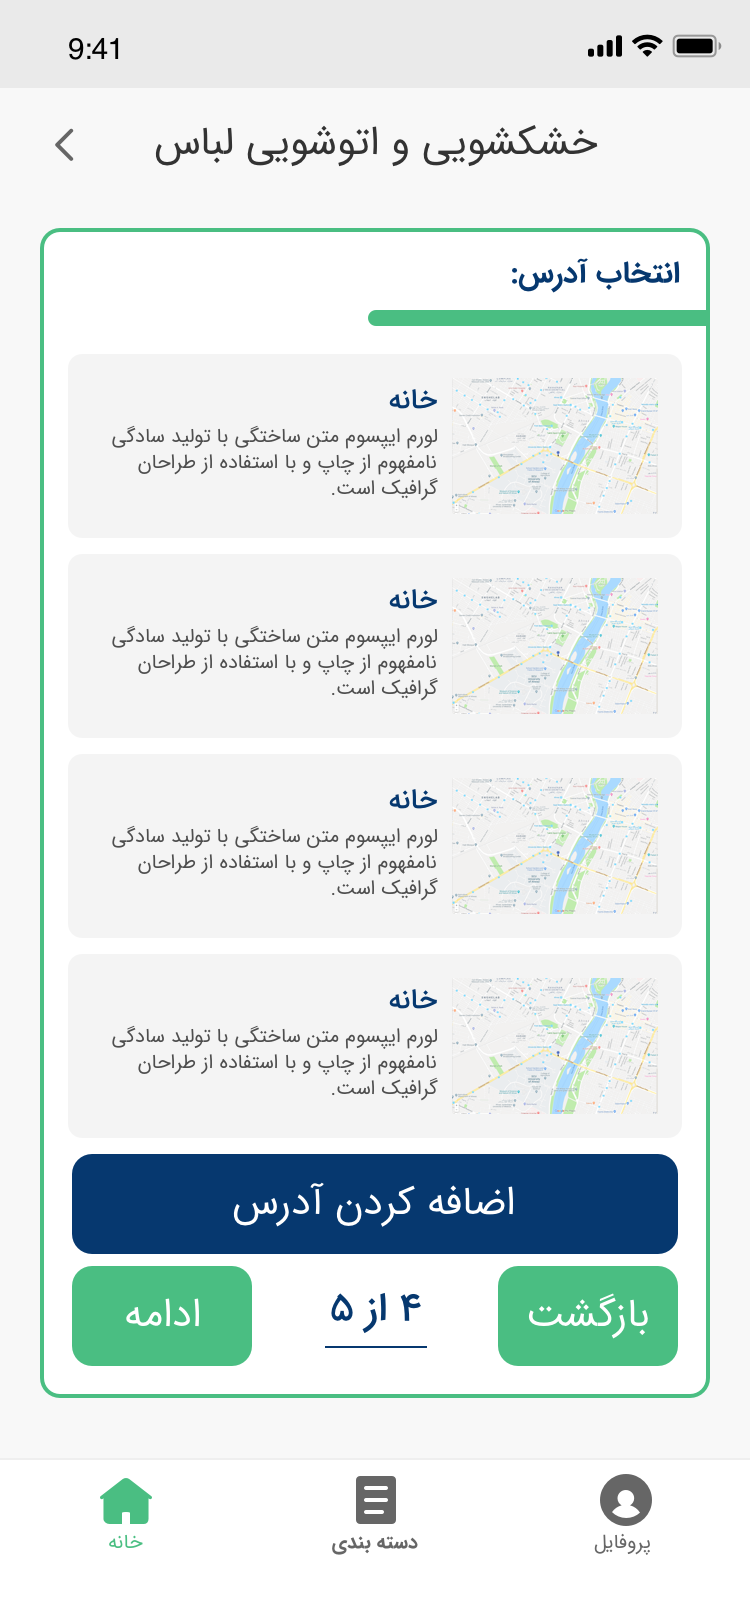 9:41
خشکشویی و اتوشویی لباس
انتخاب آدرس:
خانه
لورم ایپسوم متن ساختگی با تولید سادگی
نامفهوم از چاپ و با استفاده از طراحان
گرافیک است.
خانه
لورم ایپسوم متن ساختگی با تولید سادگی
نامفهوم از چاپ و با استفاده از طراحان
گرافیک است.
خانه
لورم ایپسوم متن ساختگی با تولید سادگی
نامفهوم از چاپ و با استفاده از طراحان
گرافیک است.
خانه
لورم ایپسوم متن ساختگی با تولید سادگی
نامفهوم از چاپ و با استفاده از طراحان
گرافیک است.
اضافه کردن آدرس
بازگشت
۴ از ۵
ادامه
پروفایل
دسته بندی
خانه